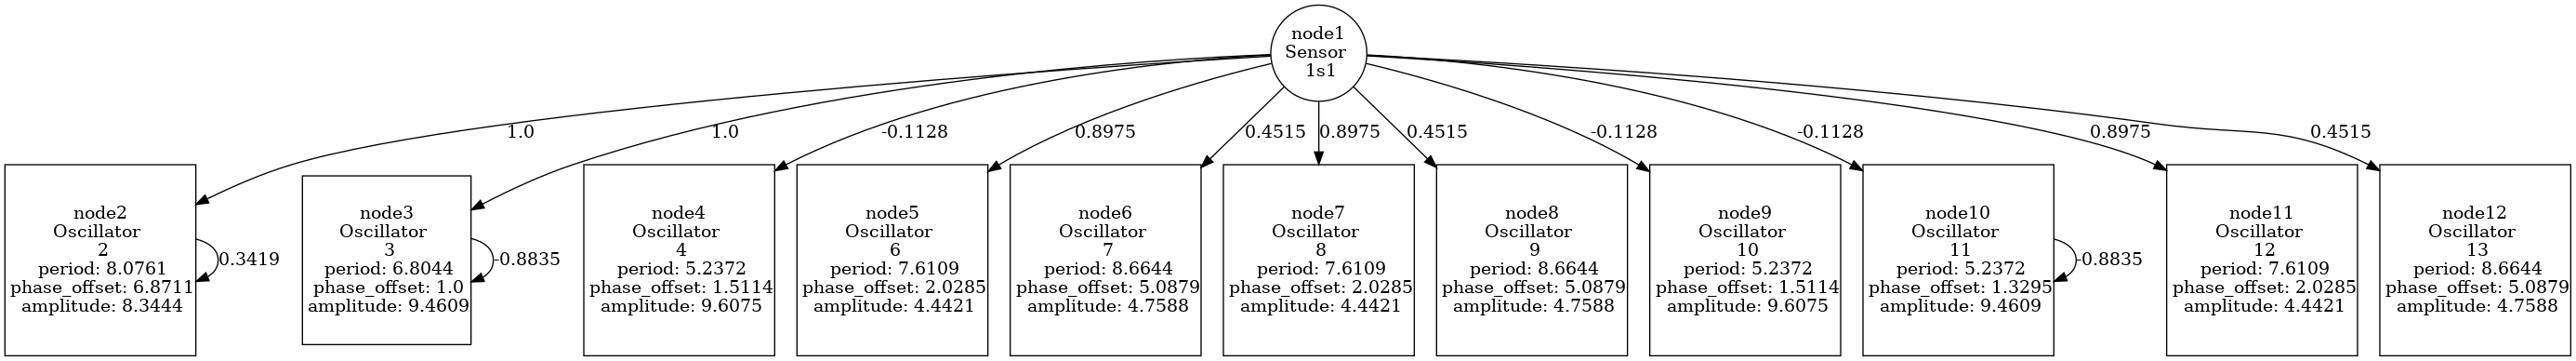 node1
Sensor
1s1
1.0
1.0
-0.1128
0.8975
0.4515
0.8975
0.4515
-0.1128
-0.1128
0.8975
0.4515
node2
Oscillator
2
period: 8.0761
phase_offset: 6.8711
amplitude: 8.3444
0.3419
node3
Oscillator
3
period: 6.8044
phase_offset: 1.0
amplitude: 9.4609
-0.8835
node4
Oscillator
4
period: 5.2372
phase_offset: 1.5114
amplitude: 9.6075
node5
Oscillator
6
period: 7.6109
phase_offset: 2.0285
amplitude: 4.4421
node6
Oscillator
7
period: 8.6644
phase_offset: 5.0879
amplitude: 4.7588
node7
Oscillator
8
period: 7.6109
phase_offset: 2.0285
amplitude: 4.4421
node8
Oscillator
9
period: 8.6644
phase_offset: 5.0879
amplitude: 4.7588
node9
Oscillator
10
period: 5.2372
phase_offset: 1.5114
amplitude: 9.6075
node10
Oscillator
11
period: 5.2372
phase_offset: 1.3295
amplitude: 9.4609
-0.8835
node11
Oscillator
12
period: 7.6109
phase_offset: 2.0285
amplitude: 4.4421
node12
Oscillator
13
period: 8.6644
phase_offset: 5.0879
amplitude: 4.7588